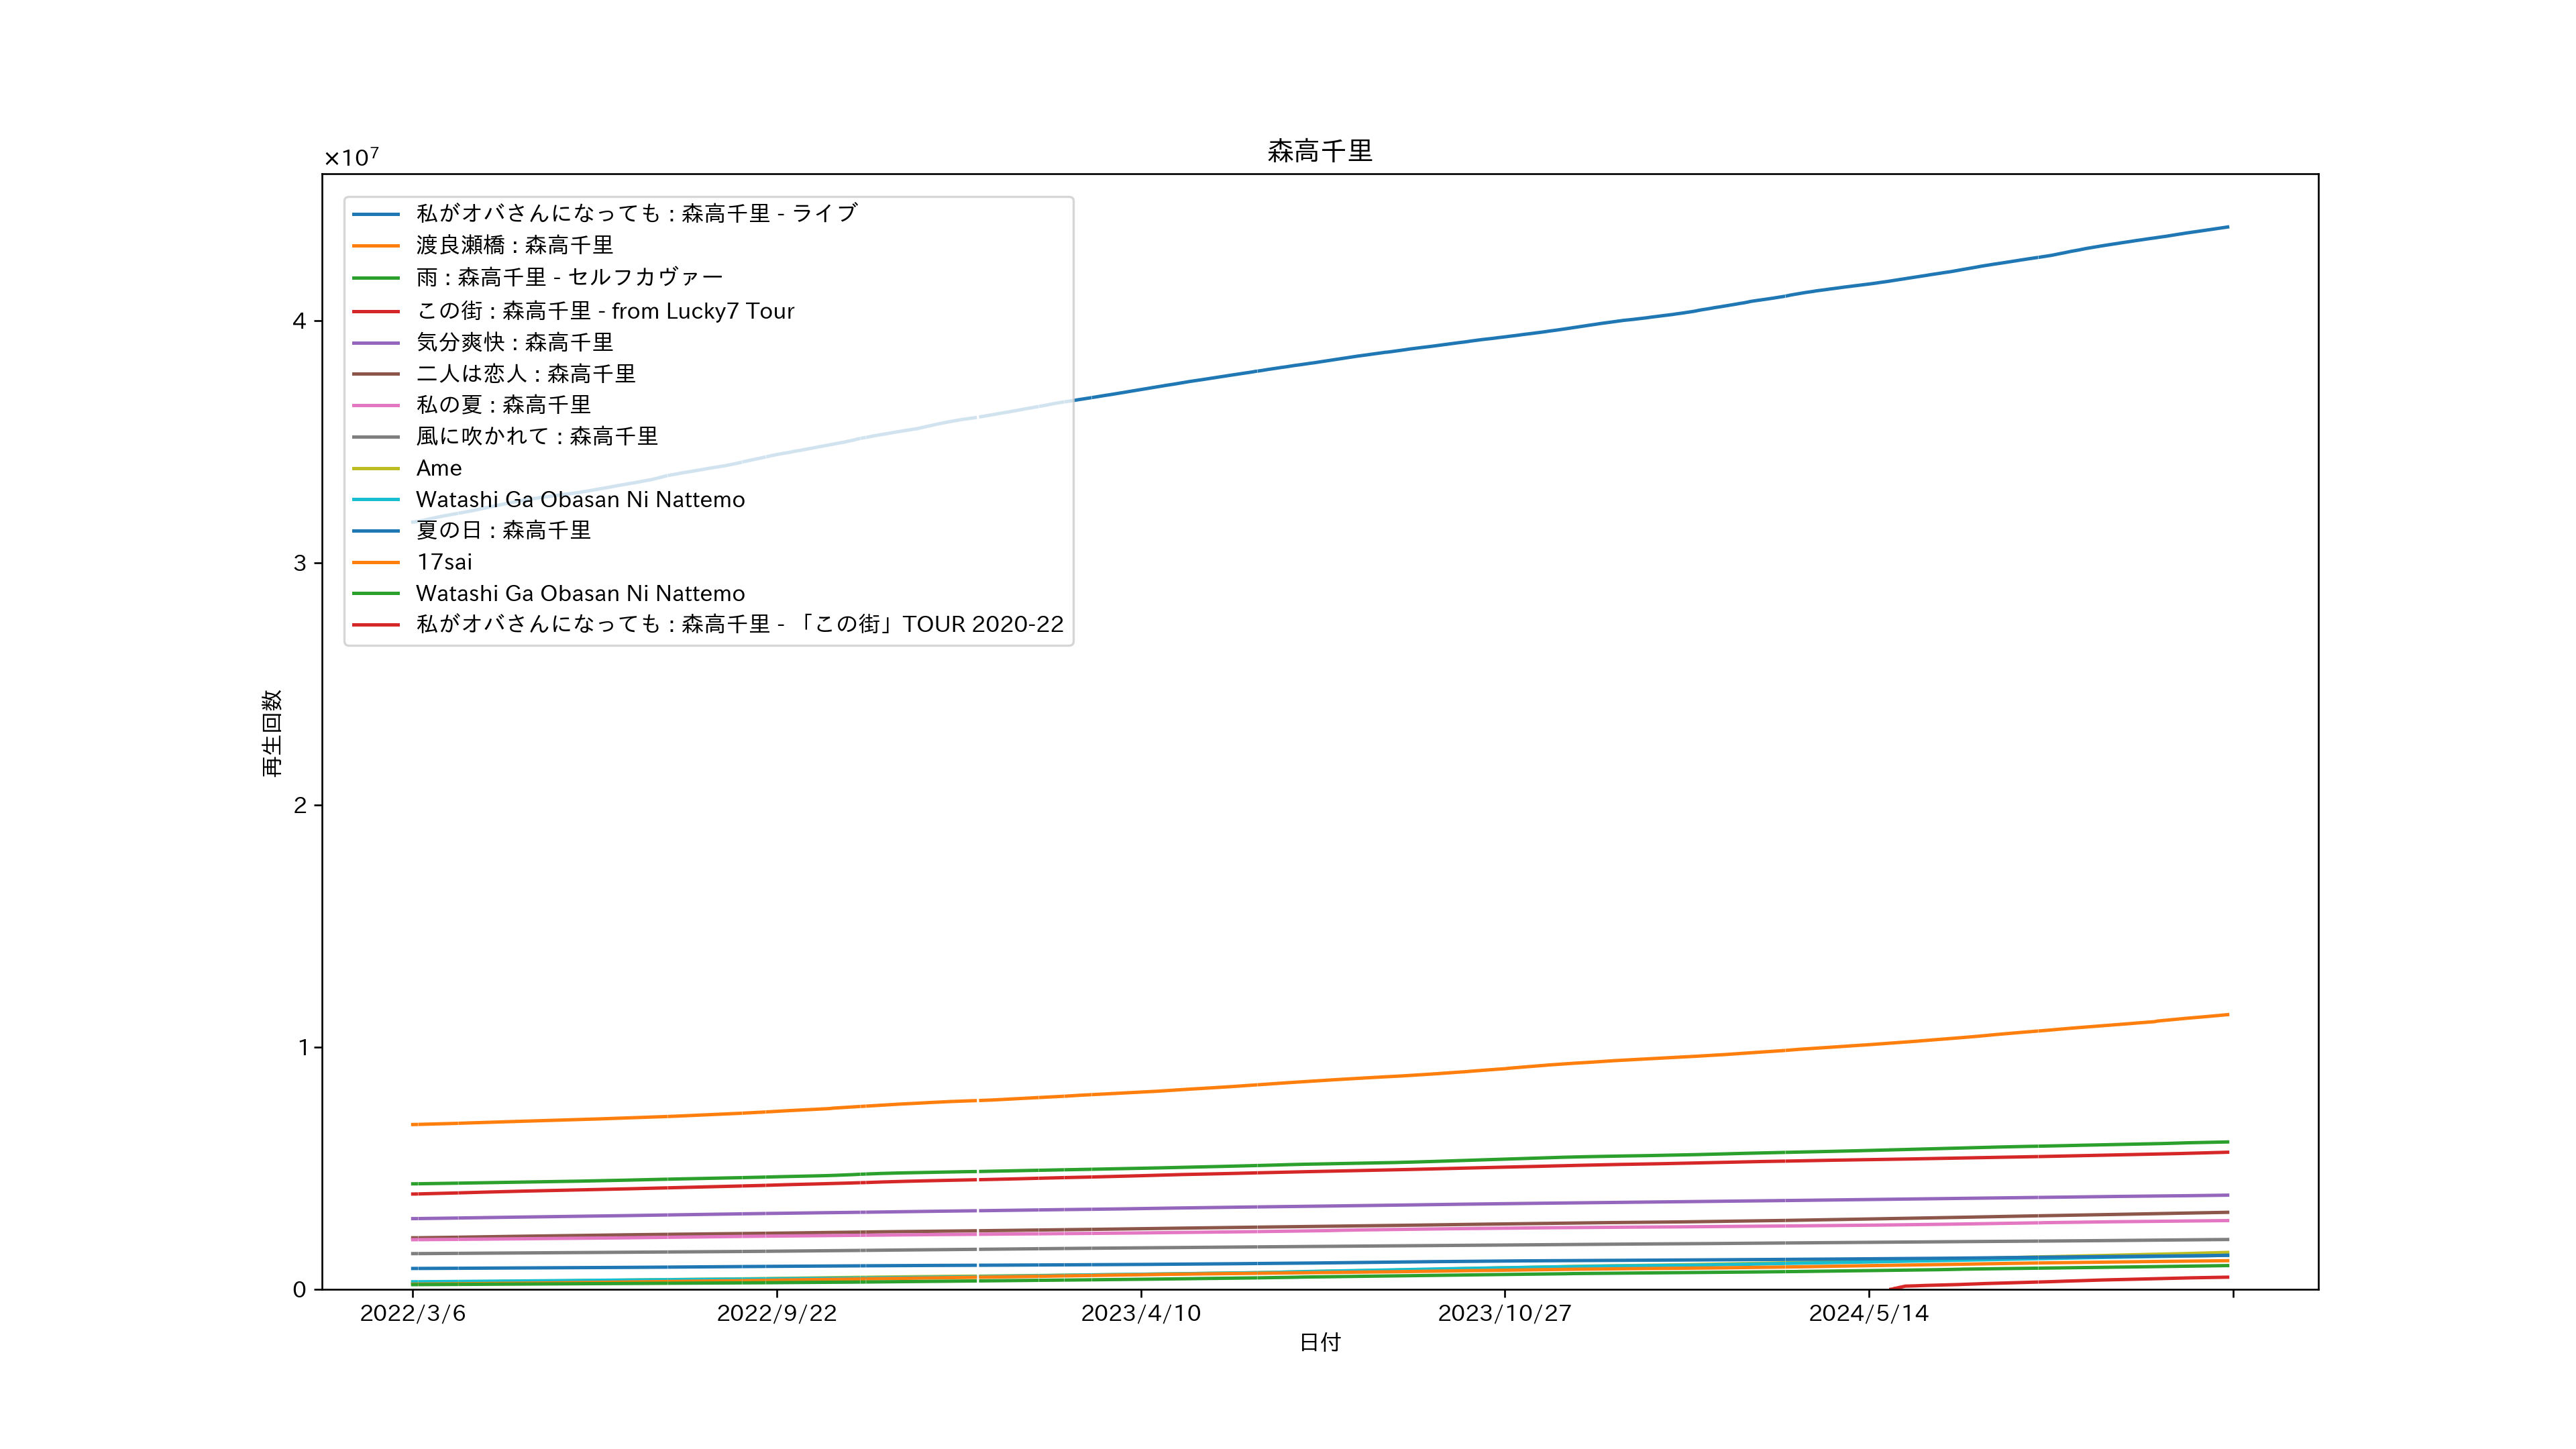 森高千里
×10⁷
私がオバさんになっても : 森高千里 - ライブ
渡良瀬橋 : 森高千里
雨 : 森高千里 - セルフカヴァー
この街 : 森高千里 - from Lucky7 Tour
気分爽快 : 森高千里
二人は恋人 : 森高千里
私の夏 : 森高千里
風に吹かれて : 森高千里
Ame
Watashi Ga Obasan Ni Nattemo
夏の日 : 森高千里
17sai
Watashi Ga Obasan Ni Nattemo
私がオバさんになっても : 森高千里 - 「この街」TOUR 2020-22
4
3
2
1
0
再生回数
2022/3/6
2022/9/22
2023/4/10
2023/10/27
2024/5/14
日付